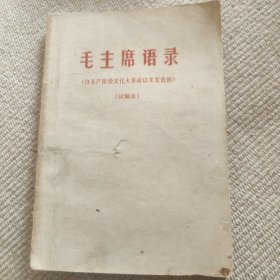 毛主席语录
（自无产阶级文化大革命以来发表的）
（试编本）